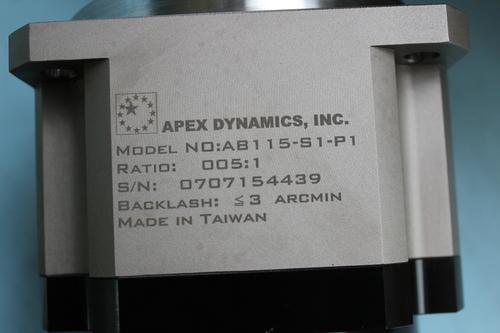 APEX DYNAMICS, INC.
MODEL NO:AB115-S1-P1
RATIO: 005:1
S/N: 0707154439
BACKLASH: ≦3 ARCMIN
MADE IN TAIWAN